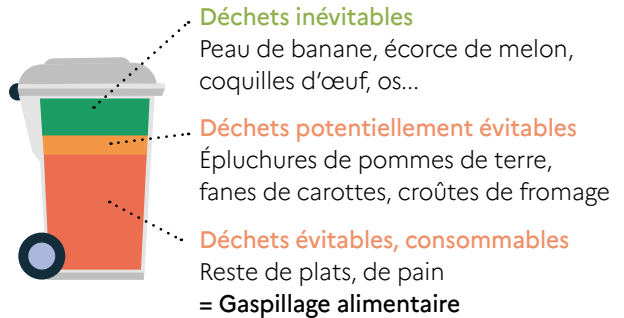 Déchets inévitables
Peau de banane, écorce de melon,
coquilles d’œuf, os...
Déchets potentiellement évitables
Épluchures de pommes de terre,
fanes de carottes, croûtes de fromage
Déchets évitables, consommables
Reste de plats, de pain
= Gaspillage alimentaire